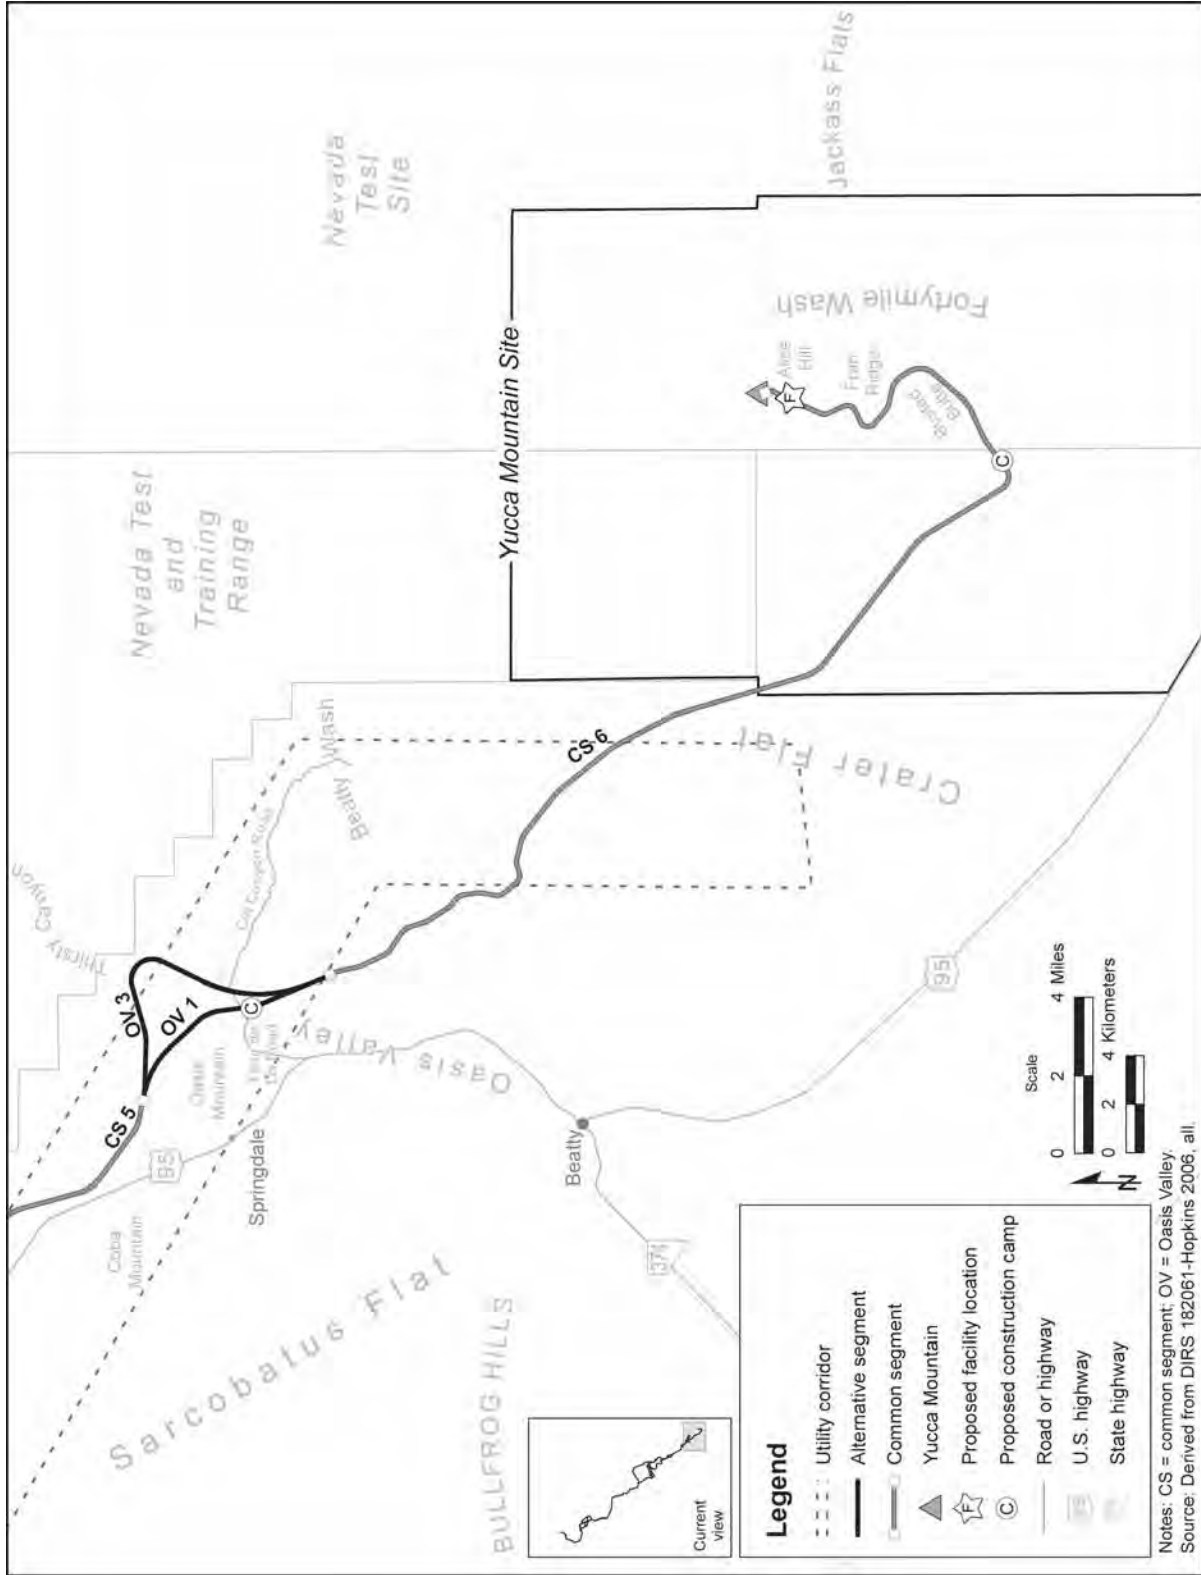 Nevada
Test
Site
Jackass Flats
Nevada Test
and
Training
Range
Yucca Mountain Site
Fortymile Wash
Alice
Hill
Fran
Ridge
Busted
Butte
F
C
Thirsty Canyon
Beatty Wash
CS 6
Crater Flat
OV 3
OV 1
C
CS 5
Oasis
Mountain
Oasis Valley
95
Springdale
Beatty
95
374
Mountain
Sarcobatus Flat
BULLFROG HILLS
Current
view
Scale
0 2 4 Miles
0 2 4 Kilometers
N
Legend
Utility corridor
Alternative segment
Common segment
Yucca Mountain
F Proposed facility location
C Proposed construction camp
Road or highway
U.S. highway
State highway
Notes: CS = common segment; OV = Oasis Valley.
Source: Derived from DIRS 182061-Hopkins 2006, all.